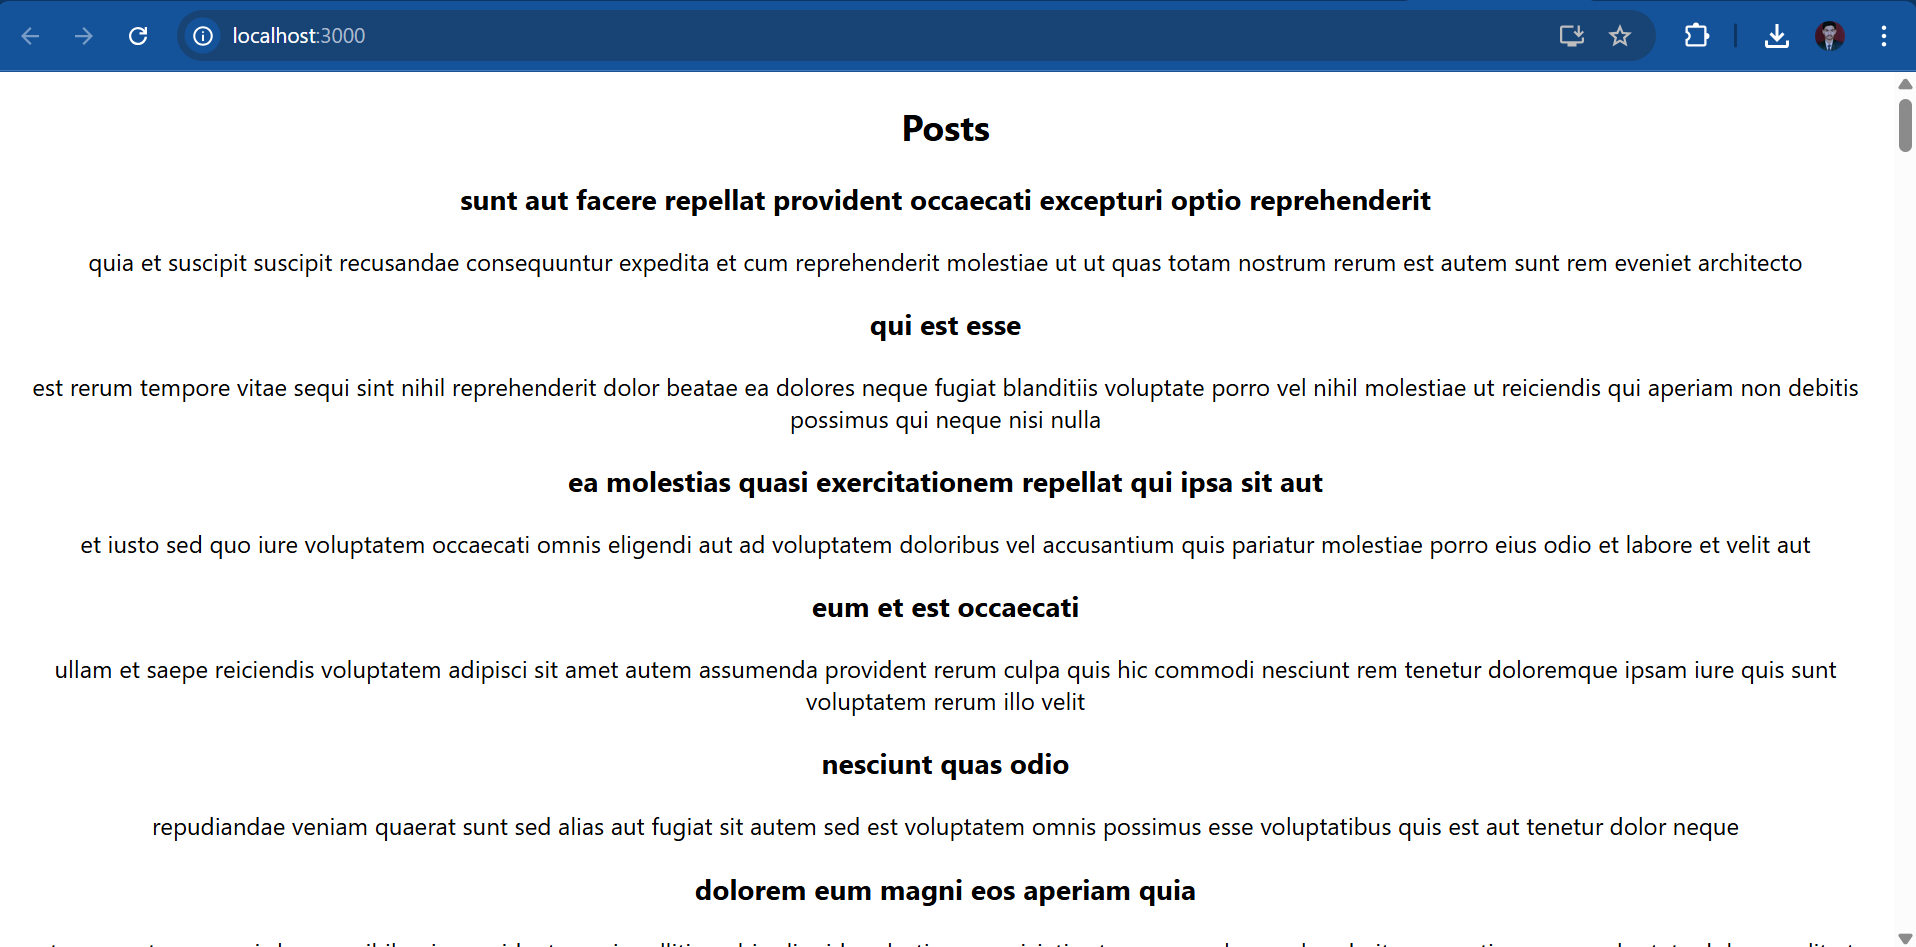 localhost:3000
Posts
sunt aut facere repellat provident occaecati excepturi optio reprehenderit
quia et suscipit suscipit recusandae consequuntur expedita et cum reprehenderit molestiae ut ut quas totam nostrum rerum est autem sunt rem eveniet architecto
qui est esse
est rerum tempore vitae sequi sint nihil reprehenderit dolor beatae ea dolores neque fugiat blanditiis voluptate porro vel nihil molestiae ut reiciendis qui aperiam non debitis
possimus qui neque nisi nulla
ea molestias quasi exercitationem repellat qui ipsa sit aut
et iusto sed quo iure voluptatem occaecati omnis eligendi aut ad voluptatem doloribus vel accusantium quis pariatur molestiae porro eius odio et labore et velit aut
eum et est occaecati
ullam et saepe reiciendis voluptatem adipisci sit amet autem assumenda provident rerum culpa quis hic commodi nesciunt rem tenetur doloremque ipsam iure quis sunt
voluptatem rerum illo velit
nesciunt quas odio
repudiandae veniam quaerat sunt sed alias aut fugiat sit autem sed est voluptatem omnis possimus esse voluptatibus quis est aut tenetur dolor neque
dolorem eum magni eos aperiam quia